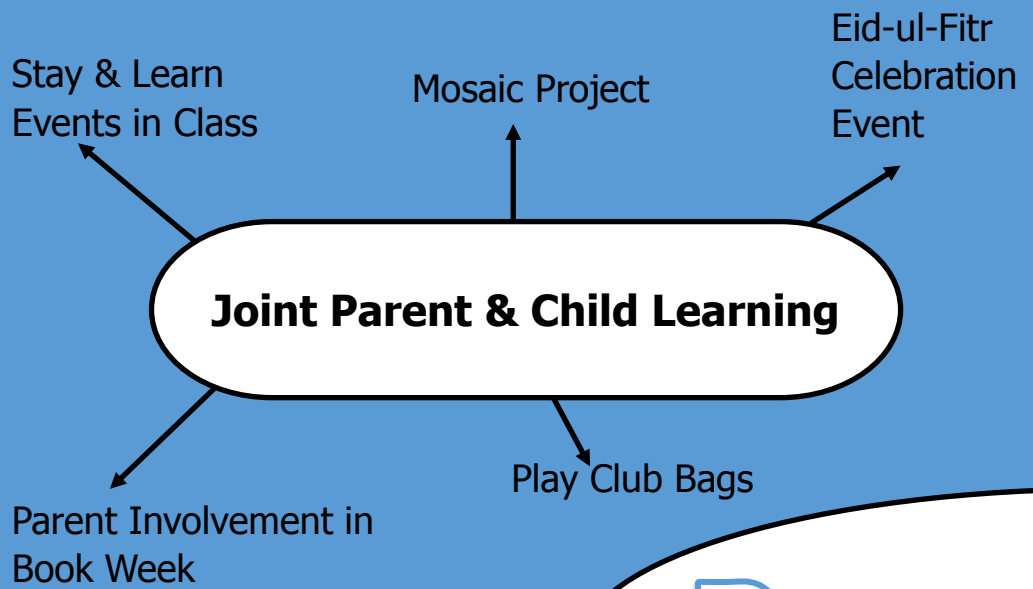 Stay & Learn
Events in Class
Mosaic Project
Eid-ul-Fitr
Celebration
Event
Joint Parent & Child Learning
Parent Involvement in
Book Week
Play Club Bags